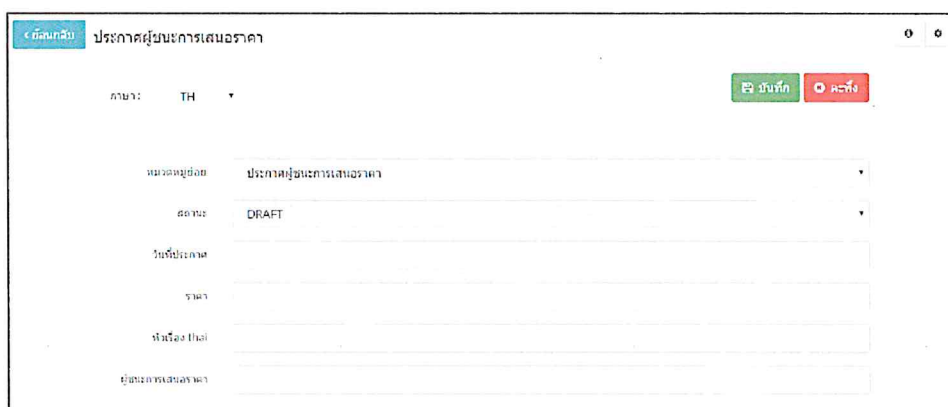 ‹ ย้อนกลับ ประกาศผู้ชนะการเสนอราคา
ภาษา : TH
บันทึก ละทิ้ง
หมวดหมู่ย่อย ประกาศผู้ชนะการเสนอราคา
สถานะ DRAFT
วันที่ประกาศ
ราคา
หัวเรื่อง thai
ผู้ชนะการเสนอราคา